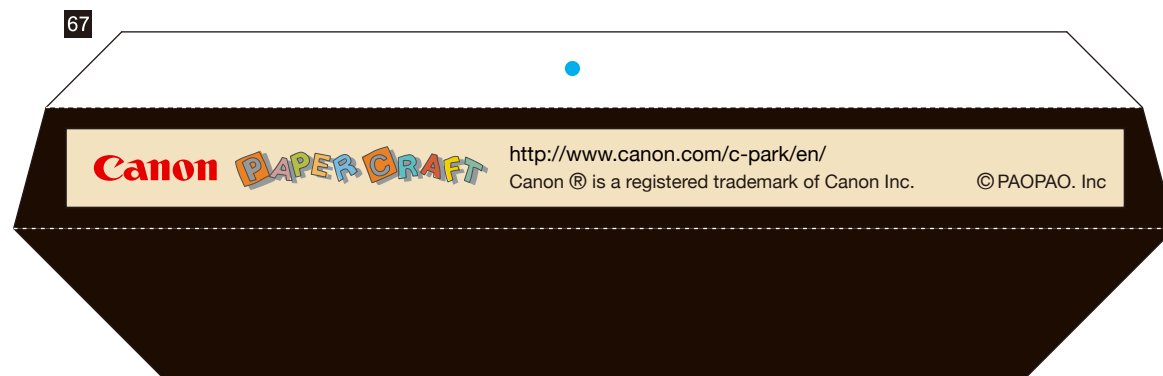 67
Canon PAPER CRAFT
http://www.canon.com/c-park/en/
Canon ® is a registered trademark of Canon Inc.
© PAOPAO. Inc